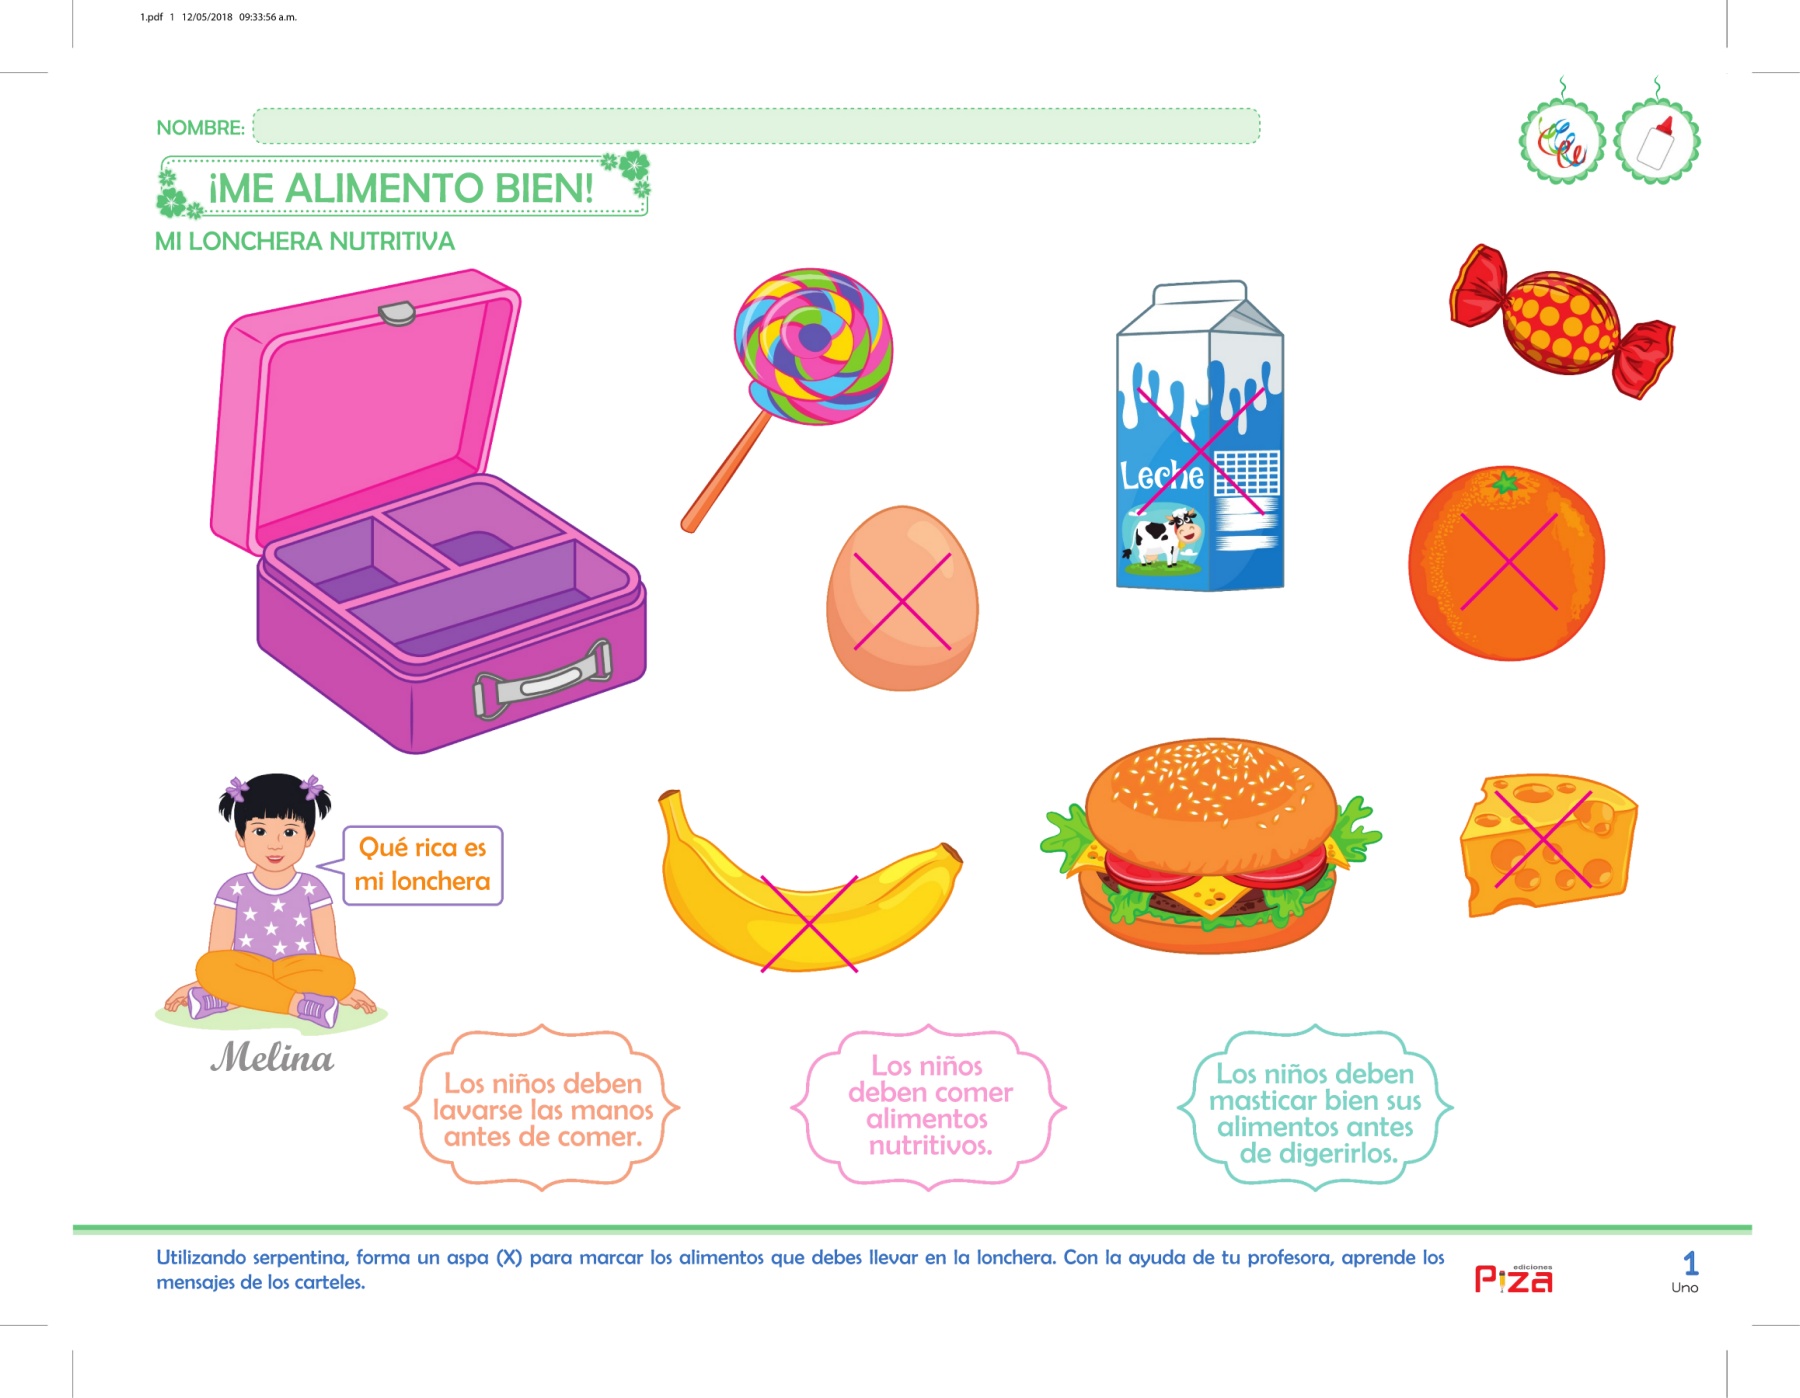 1.pdf 1 12/05/2018 09:33:56 a.m.
NOMBRE:
¡ME ALIMENTO BIEN!
MI LONCHERA NUTRITIVA
Leche
Qué rica es
mi lonchera
Melina
Los niños deben
lavarse las manos
antes de comer.
Los niños
deben comer
alimentos
nutritivos.
Los niños deben
masticar bien sus
alimentos antes
de digerirlos.
Utilizando serpentina, forma un aspa (X) para marcar los alimentos que debes llevar en la lonchera. Con la ayuda de tu profesora, aprende los
mensajes de los carteles.
ediciones
Piza
1
Uno